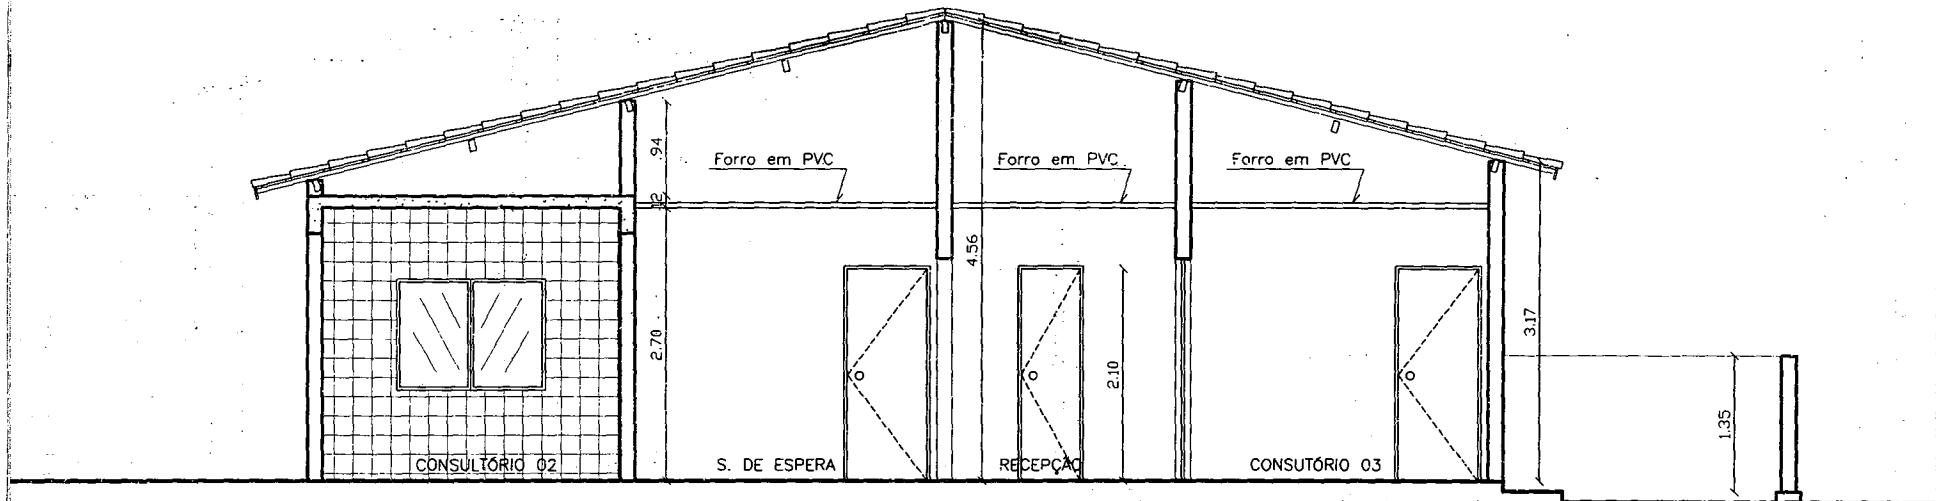 .94
Forro em PVC
Forro em PVC
Forro em PVC
12
4.56
3.17
2.70
2.10
1.35
CONSULTÓRIO 02
S. DE ESPERA
RECEPÇÃO
CONSUTÓRIO 03